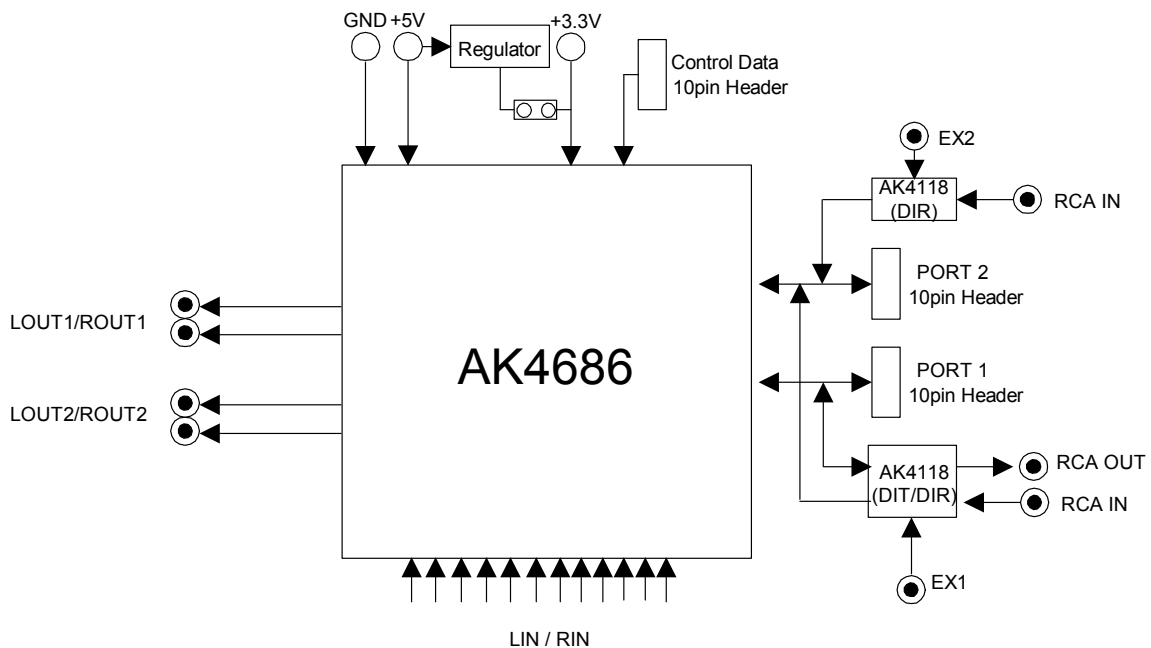 GND +5V
+3.3V
Regulator
Control Data
10pin Header
EX2
AK4118
(DIR)
RCA IN
PORT 2
10pin Header
LOUT1/ROUT1
AK4686
PORT 1
10pin Header
LOUT2/ROUT2
AK4118
(DIT/DIR)
RCA OUT
RCA IN
EX1
LIN / RIN